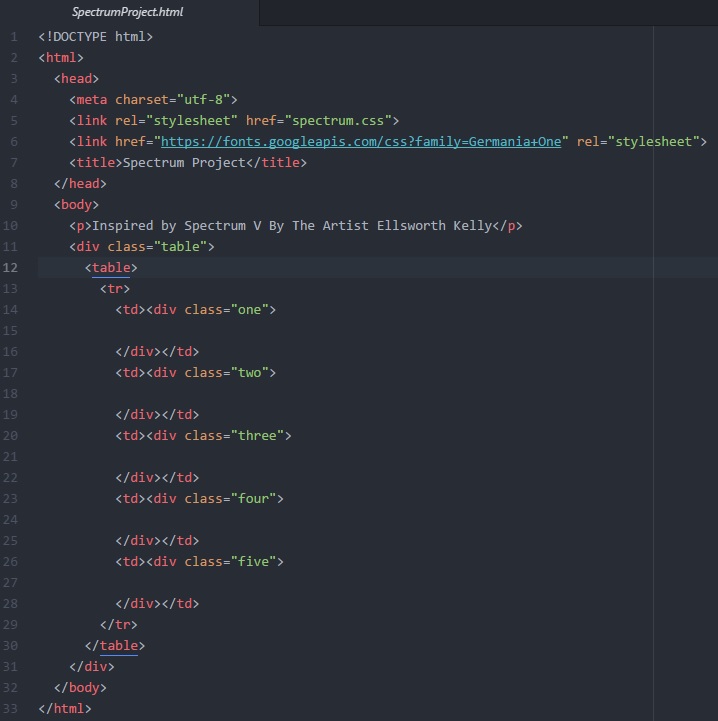 SpectrumProject.html
1 <!DOCTYPE html>
2 <html>
3   <head>
4     <meta charset="utf-8">
5     <link rel="stylesheet" href="spectrum.css">
6     <link href="https://fonts.googleapis.com/css?family=Germania+One" rel="stylesheet">
7     <title>Spectrum Project</title>
8   </head>
9   <body>
10     <p>Inspired by Spectrum V By The Artist Ellsworth Kelly</p>
11     <div class="table">
12       <table>
13         <tr>
14           <td><div class="one">
15
16           </div></td>
17           <td><div class="two">
18
19           </div></td>
20           <td><div class="three">
21
22           </div></td>
23           <td><div class="four">
24
25           </div></td>
26           <td><div class="five">
27
28           </div></td>
29         </tr>
30       </table>
31     </div>
32   </body>
33 </html>